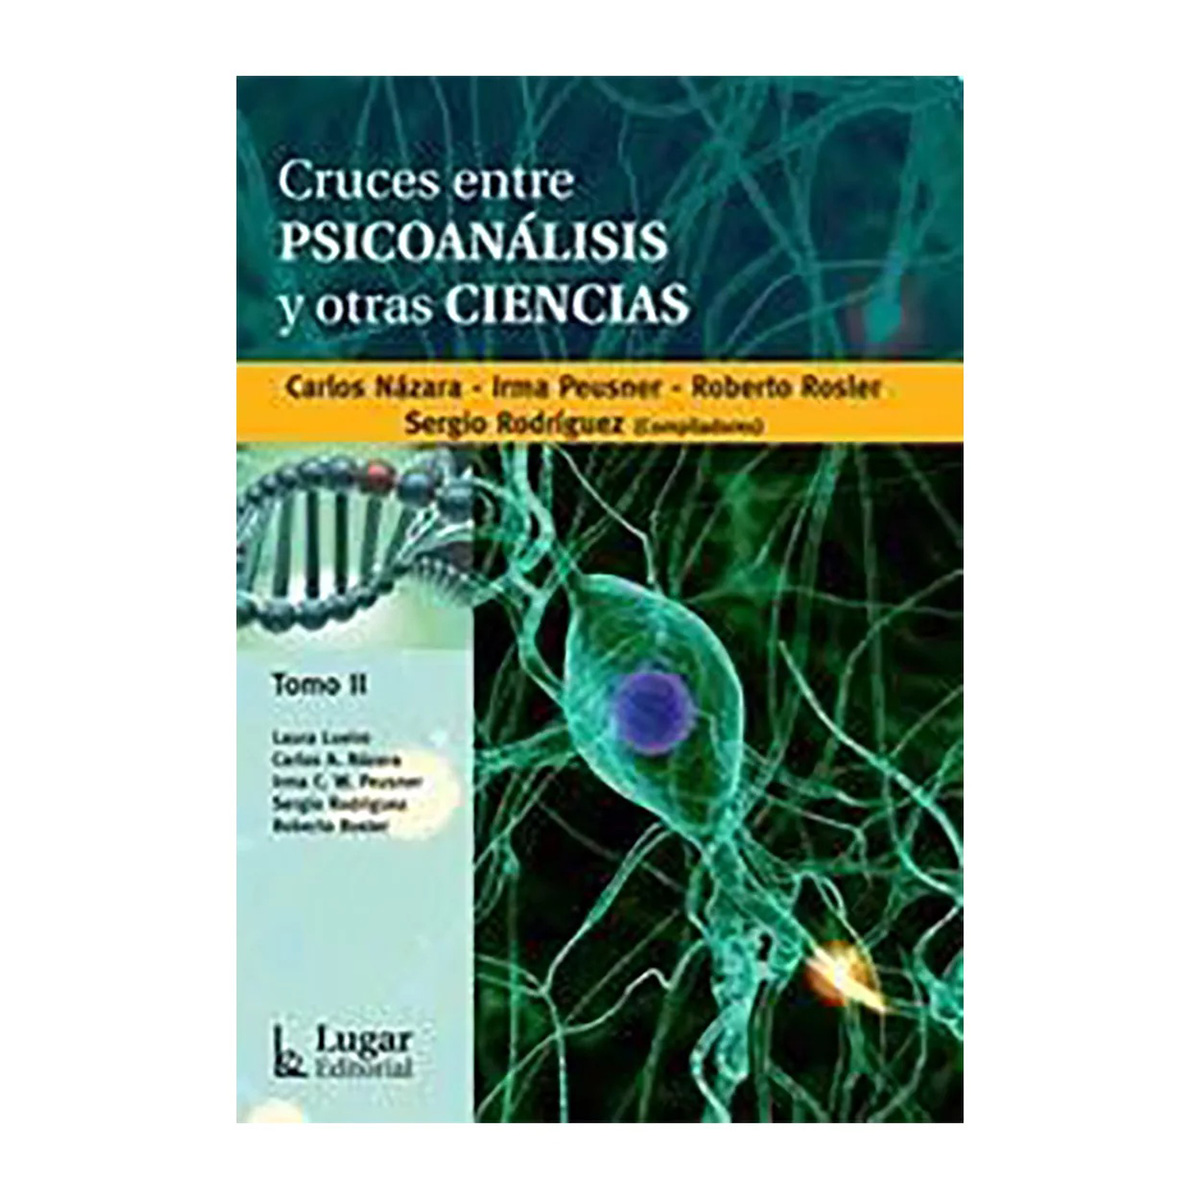 Cruces entre
PSICOANÁLISIS
y otras CIENCIAS
Carlos Názara - Irma Peusner - Roberto Rosler
Sergio Rodríguez (Compiladores)
Tomo II
Laura
Carlos A. Názara
Irma C. W. Peusner
Sergio Rodríguez
Roberto Rosler
Lugar
Editorial